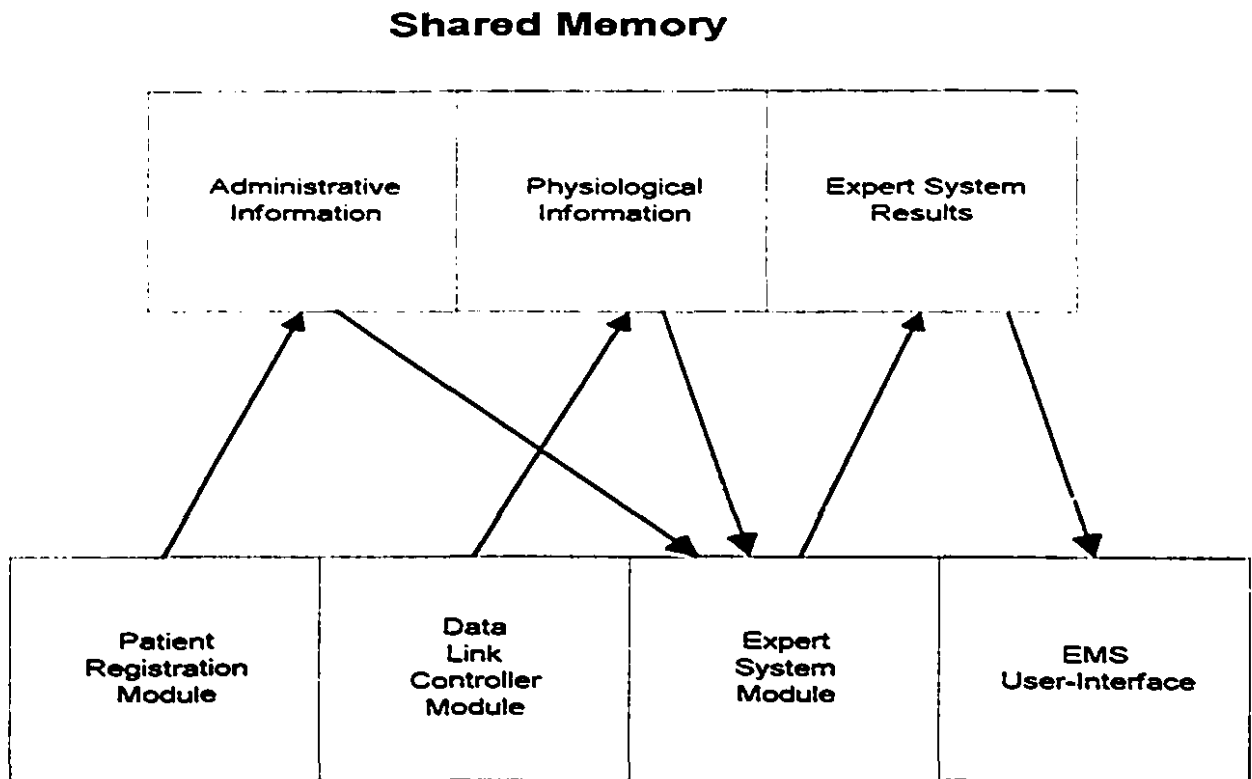 Shared Memory
Administrative
Information
Physiological
Information
Expert System
Results
Patient
Registration
Module
Data
Link
Controller
Module
Expert
System
Module
EMS
User-Interface